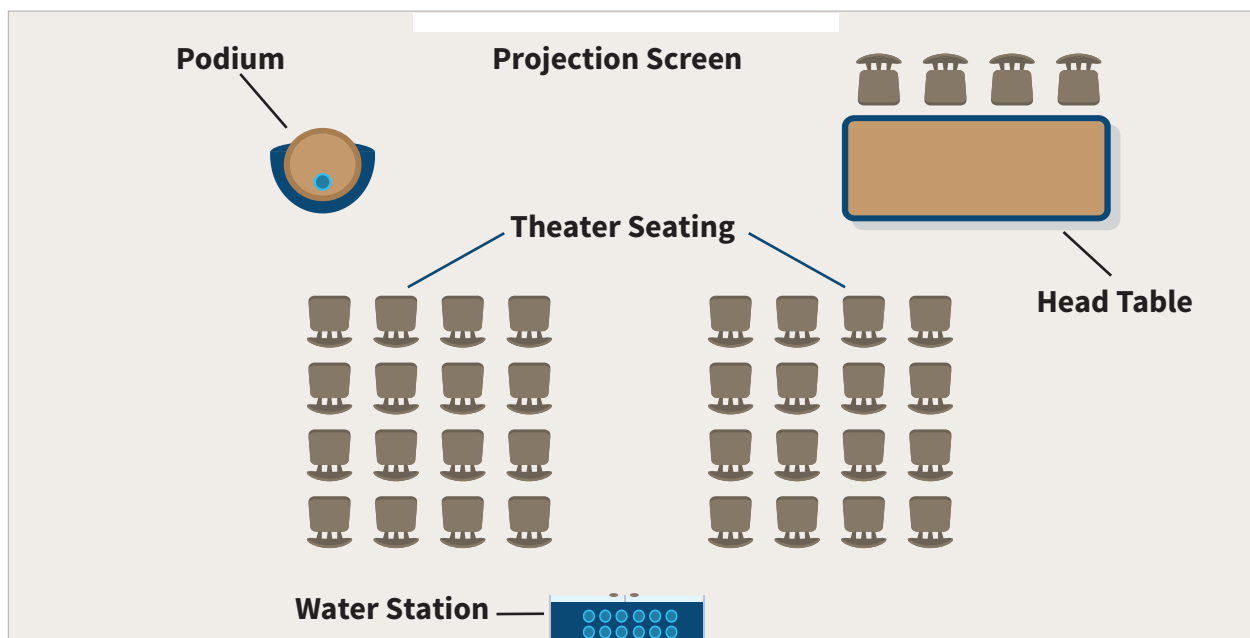 Podium
Projection Screen
Theater Seating
Head Table
Water Station